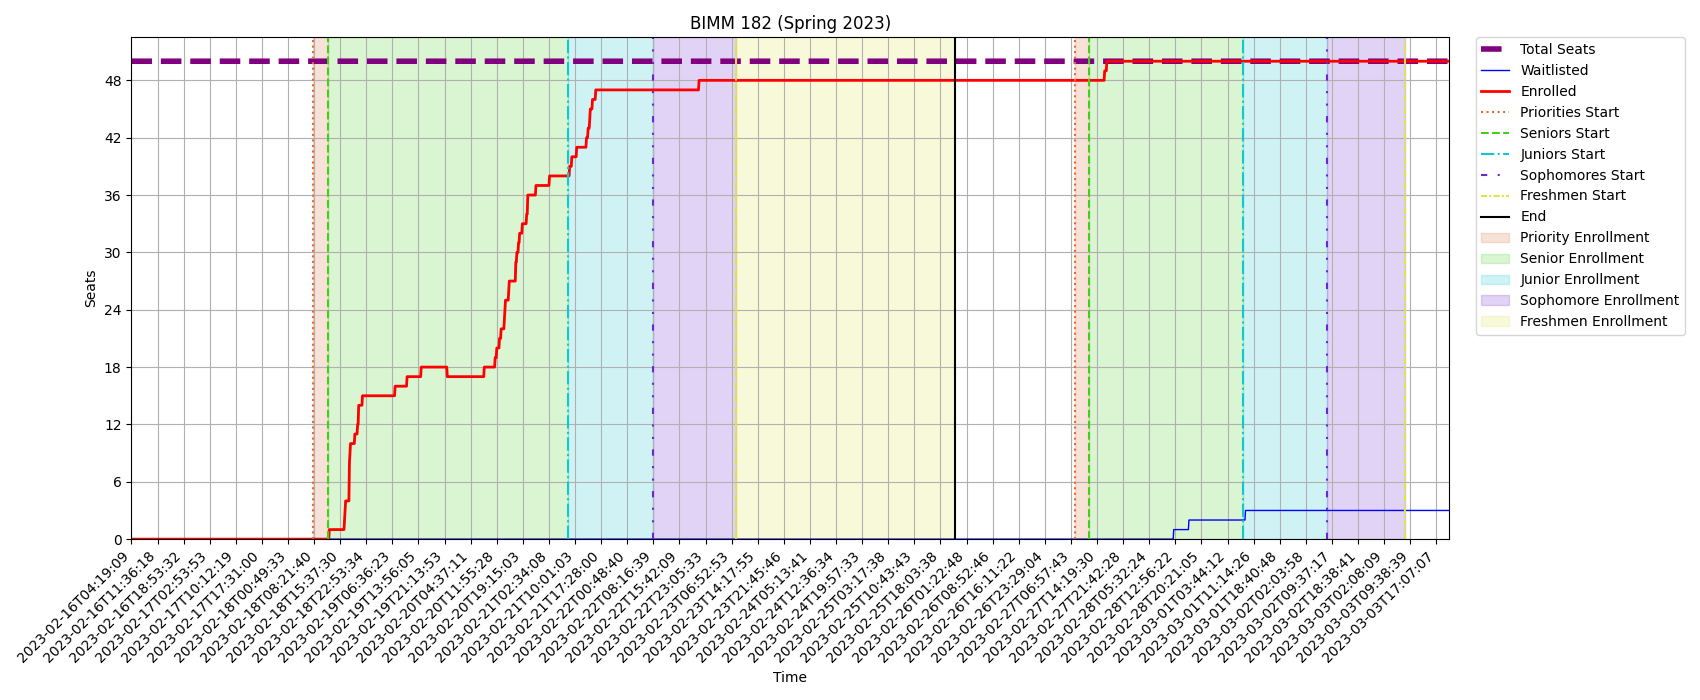 BIMM 182 (Spring 2023)
Seats
48
42
36
30
24
18
12
6
0
2023-02-16T04:19:09
2023-02-16T11:36:18
2023-02-16T18:53:32
2023-02-17T02:53:53
2023-02-17T10:12:19
2023-02-17T17:31:00
2023-02-18T00:49:33
2023-02-18T08:21:40
2023-02-18T15:37:30
2023-02-18T22:53:34
2023-02-19T06:36:23
2023-02-19T13:56:05
2023-02-19T21:13:53
2023-02-20T04:37:11
2023-02-20T11:55:28
2023-02-20T19:15:03
2023-02-21T02:34:08
2023-02-21T10:01:03
2023-02-21T17:28:00
2023-02-22T00:48:40
2023-02-22T08:16:39
2023-02-22T15:42:09
2023-02-22T23:05:33
2023-02-23T06:52:53
2023-02-23T14:17:55
2023-02-23T21:45:46
2023-02-24T05:13:41
2023-02-24T12:36:34
2023-02-24T19:57:33
2023-02-25T03:17:38
2023-02-25T10:43:43
2023-02-25T18:03:38
2023-02-26T01:22:48
2023-02-26T08:52:46
2023-02-26T16:11:22
2023-02-26T23:29:04
2023-02-27T06:57:43
2023-02-27T14:19:30
2023-02-27T21:42:28
2023-02-28T05:32:24
2023-02-28T12:56:22
2023-02-28T20:21:05
2023-03-01T03:44:12
2023-03-01T11:14:26
2023-03-01T18:40:48
2023-03-02T02:03:58
2023-03-02T09:37:17
2023-03-02T18:38:41
2023-03-03T02:08:09
2023-03-03T09:38:39
2023-03-03T17:07:07
Time
Total Seats
Waitlisted
Enrolled
Priorities Start
Seniors Start
Juniors Start
Sophomores Start
Freshmen Start
End
Priority Enrollment
Senior Enrollment
Junior Enrollment
Sophomore Enrollment
Freshmen Enrollment